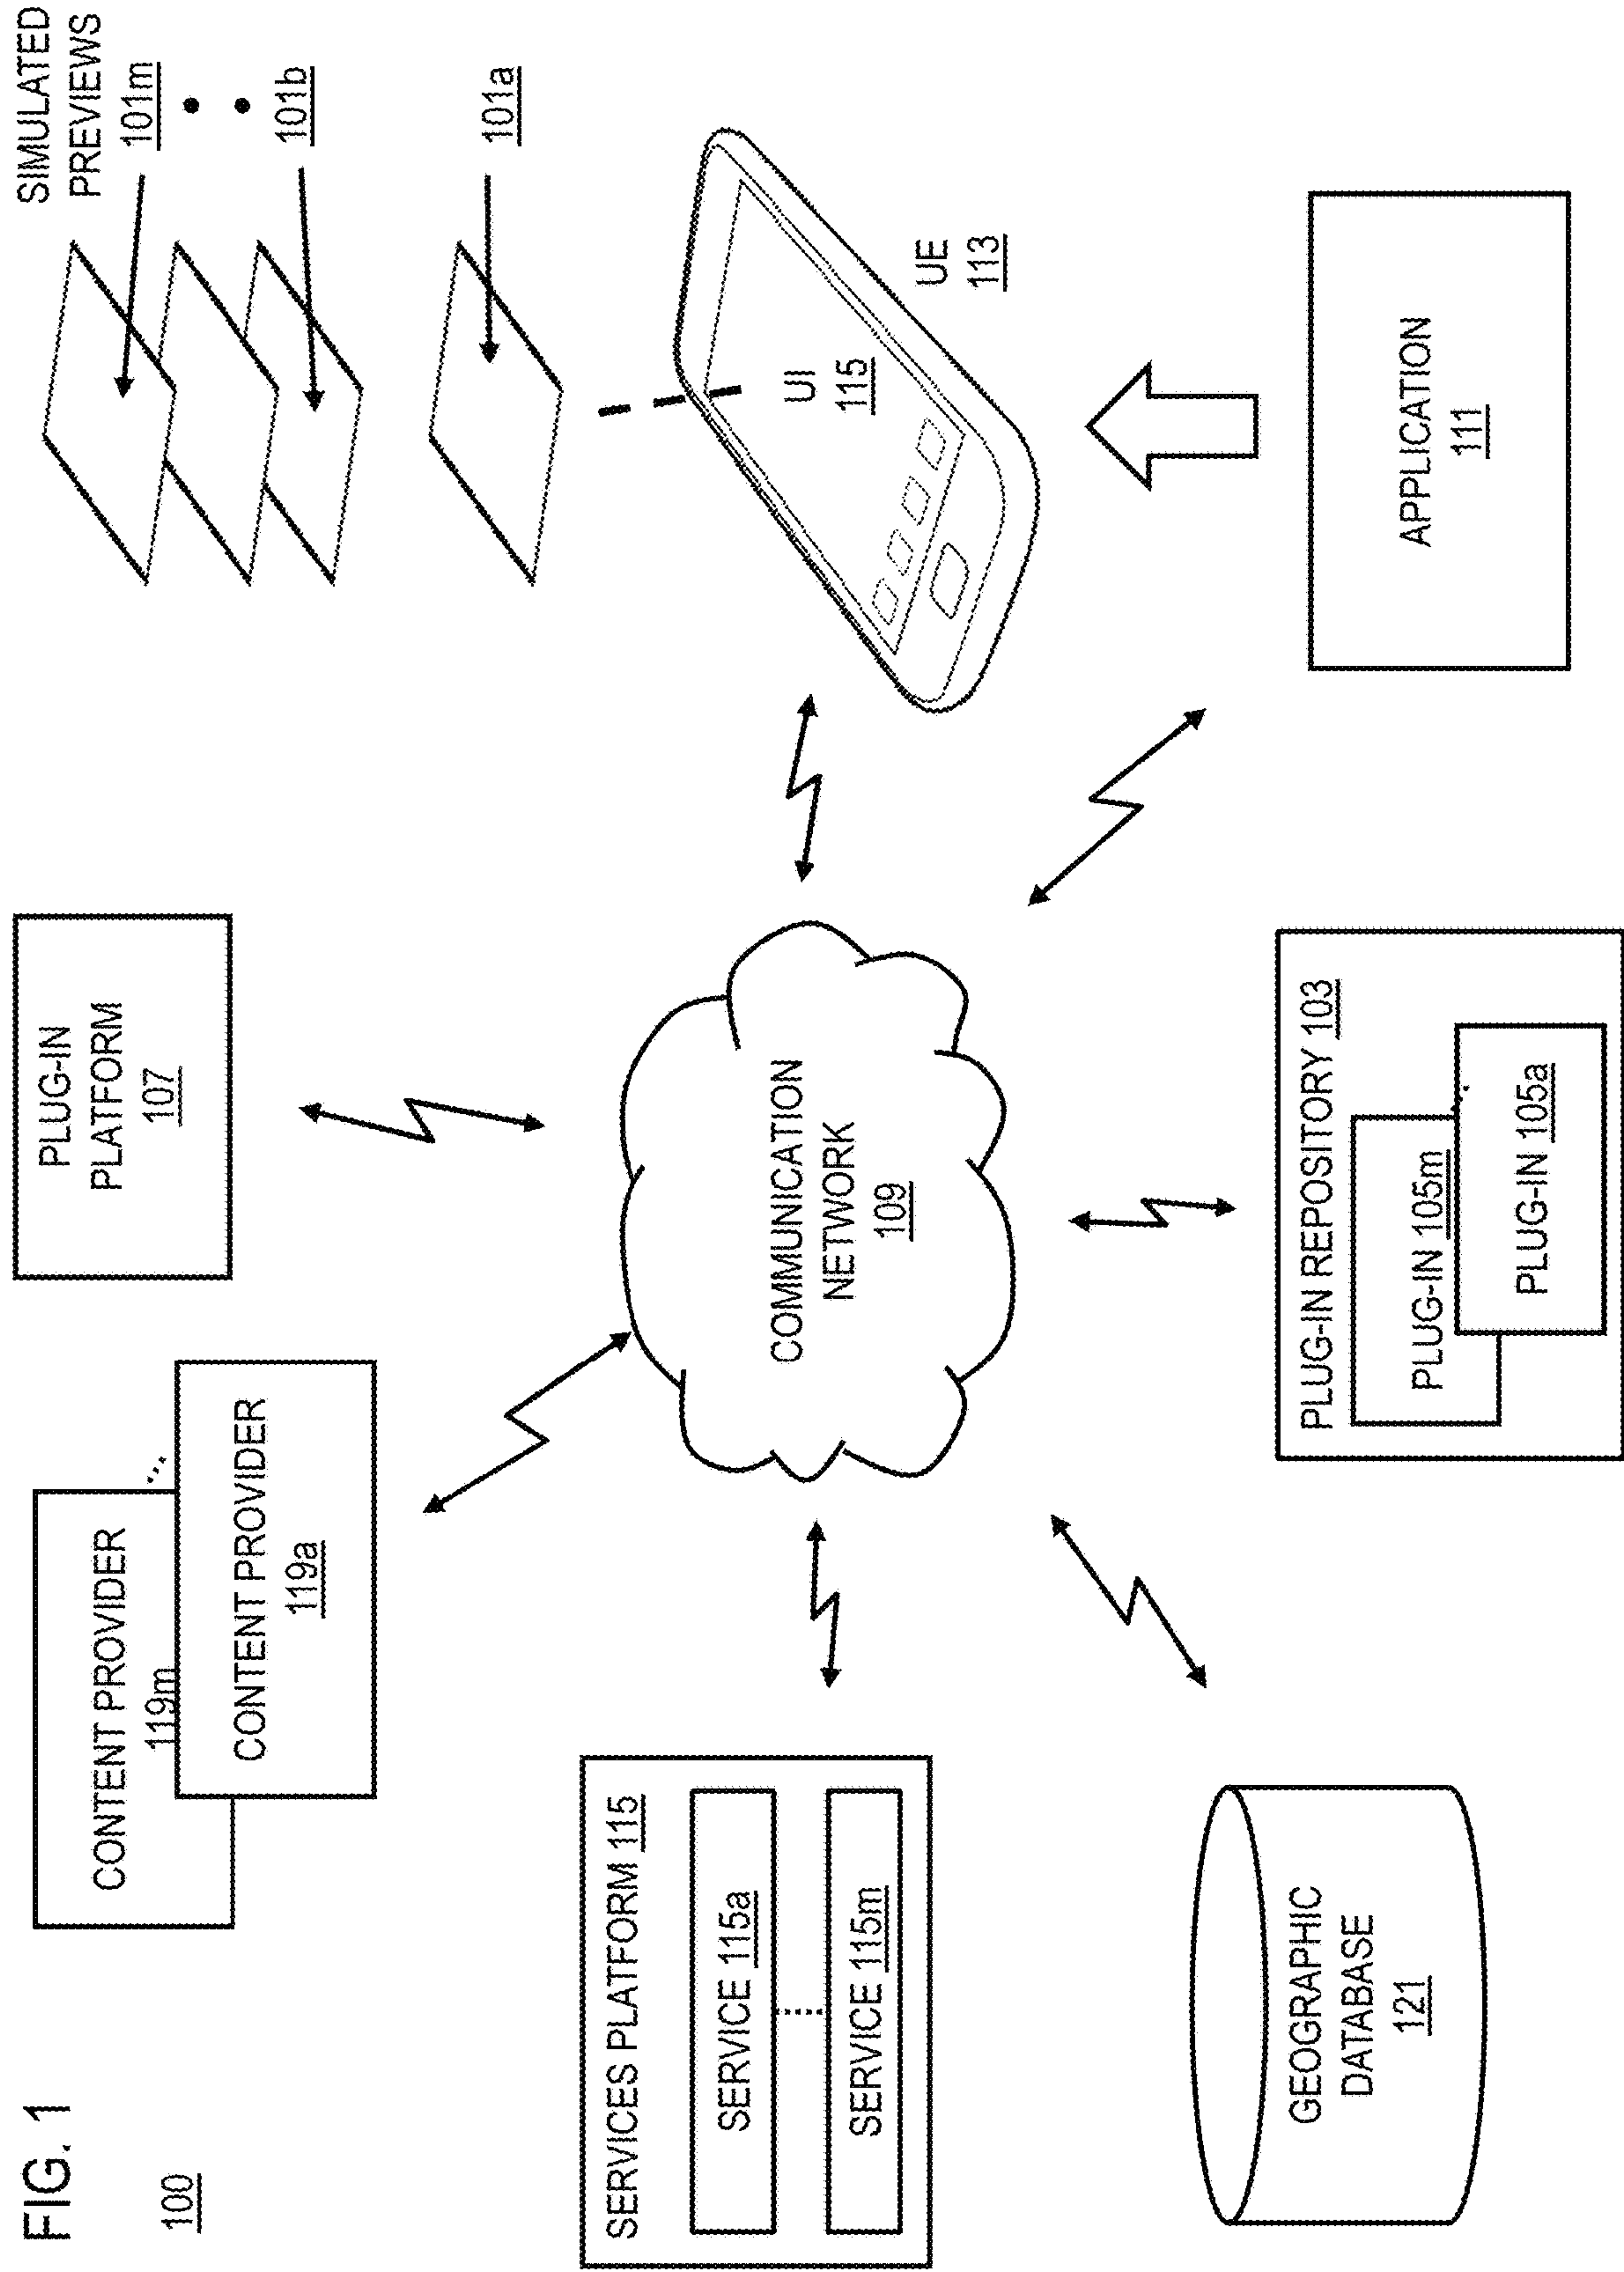 FIG. 1
100
CONTENT PROVIDER
119m
CONTENT PROVIDER
119a
PLUG-IN
PLATFORM
107
SIMULATED
PREVIEWS
101m
101b
101a
SERVICES PLATFORM 115
SERVICE 115a
SERVICE 115m
COMMUNICATION
NETWORK
109
UI
115
UE
113
GEOGRAPHIC
DATABASE
121
PLUG-IN REPOSITORY 103
PLUG-IN 105m
PLUG-IN 105a
APPLICATION
111